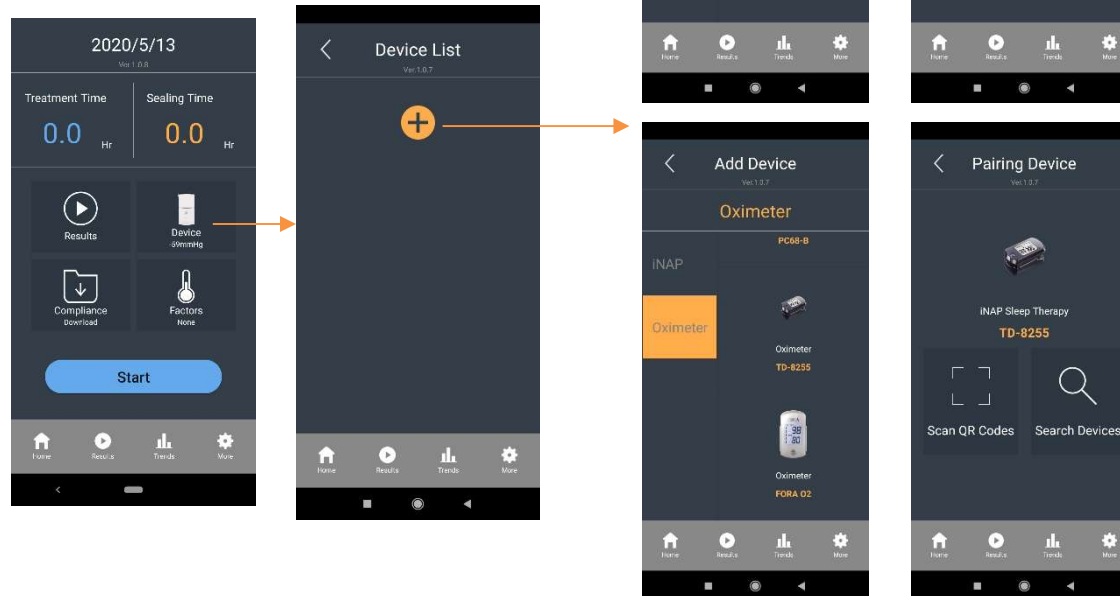 2020/5/13
Ver.1.0.8
Treatment Time
Sealing Time
0.0 Hr
0.0 Hr
Results
Device
-59mmHg
Compliance
Download
Factors
None
Start
Home
Results
Trends
More
Device List
Ver.1.0.7
Home
Results
Trends
More
Home
Results
Trends
More
Add Device
Ver.1.0.7
Oximeter
PC68-B
iNAP
Oximeter
Oximeter
TD-8255
98
80
Oximeter
FORA O2
Home
Results
Trends
More
Home
Results
Trends
More
Pairing Device
Ver.1.0.7
iNAP Sleep Therapy
TD-8255
Scan QR Codes
Search Devices
Home
Results
Trends
More